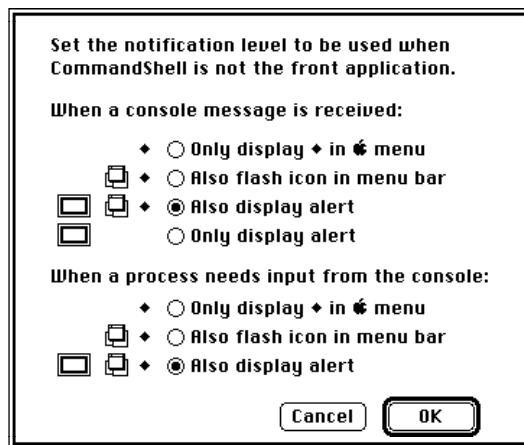 Set the notification level to be used when
CommandShell is not the front application.
When a console message is received:
Only display ◆ in  menu
Also flash icon in menu bar
Also display alert
Only display alert
When a process needs input from the console:
Only display ◆ in  menu
Also flash icon in menu bar
Also display alert
Cancel OK